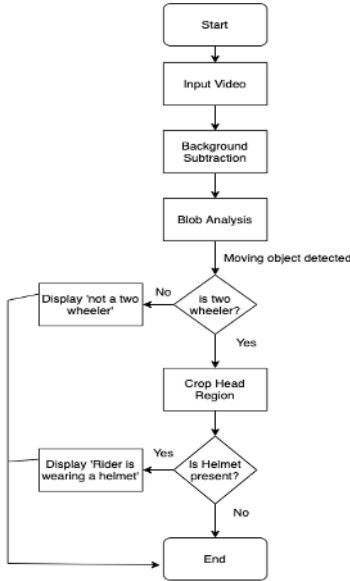 Start
Input Video
Background
Subtraction
Blob Analysis
Moving object detected
is two
wheeler?
No
Display 'not a two
wheeler'
Yes
Crop Head
Region
Is Helmet
present?
Yes
Display 'Rider is
wearing a helmet'
No
End